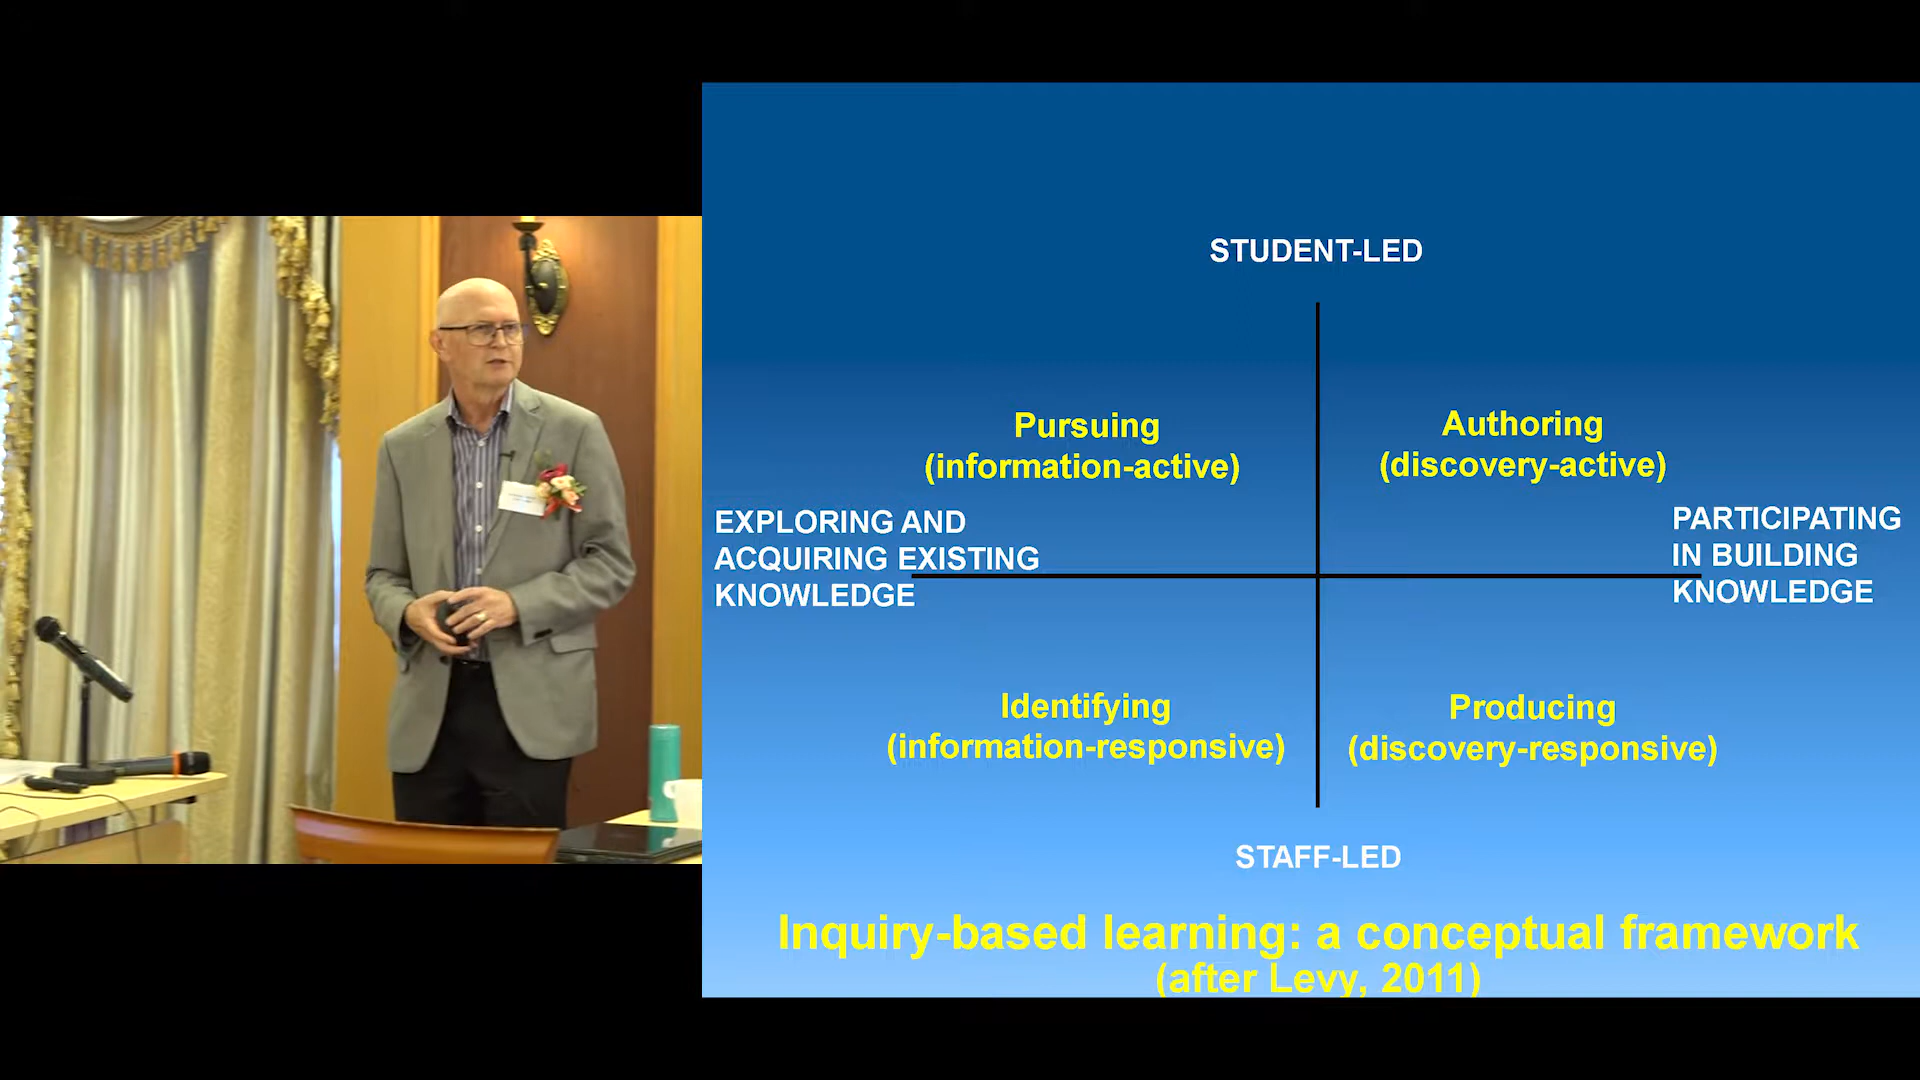 STUDENT-LED
Pursuing
(information-active)
Authoring
(discovery-active)
EXPLORING AND
ACQUIRING EXISTING
KNOWLEDGE
PARTICIPATING
IN BUILDING
KNOWLEDGE
Identifying
(information-responsive)
Producing
(discovery-responsive)
STAFF-LED
Inquiry-based learning: a conceptual framework
(after Levy, 2011)